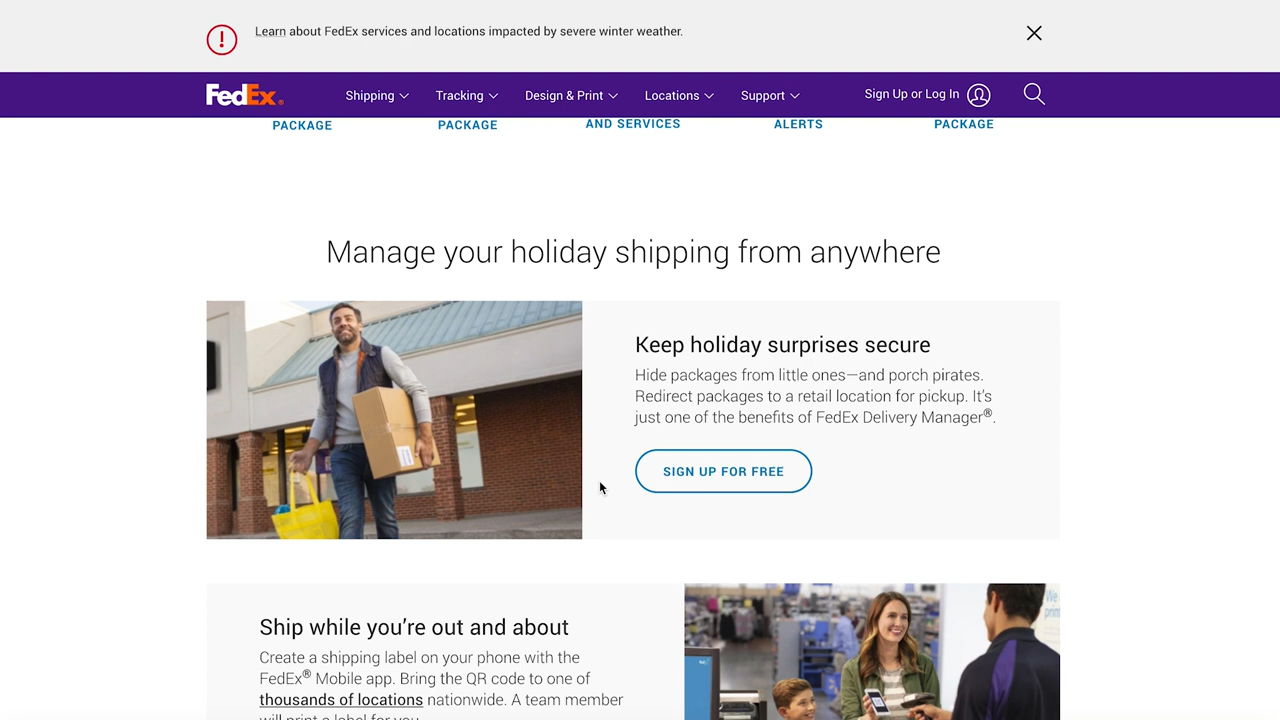 Learn about FedEx services and locations impacted by severe winter weather.
FedEx®
Shipping
Tracking
Design & Print
Locations
Support
Sign Up or Log In
PACKAGE
PACKAGE
AND SERVICES
ALERTS
PACKAGE
Manage your holiday shipping from anywhere
Keep holiday surprises secure
Hide packages from little ones—and porch pirates.
Redirect packages to a retail location for pickup. It's
just one of the benefits of FedEx Delivery Manager®.
SIGN UP FOR FREE
Ship while you're out and about
Create a shipping label on your phone with the
FedEx® Mobile app. Bring the QR code to one of
thousands of locations nationwide. A team member
will print a label for you.
We
print